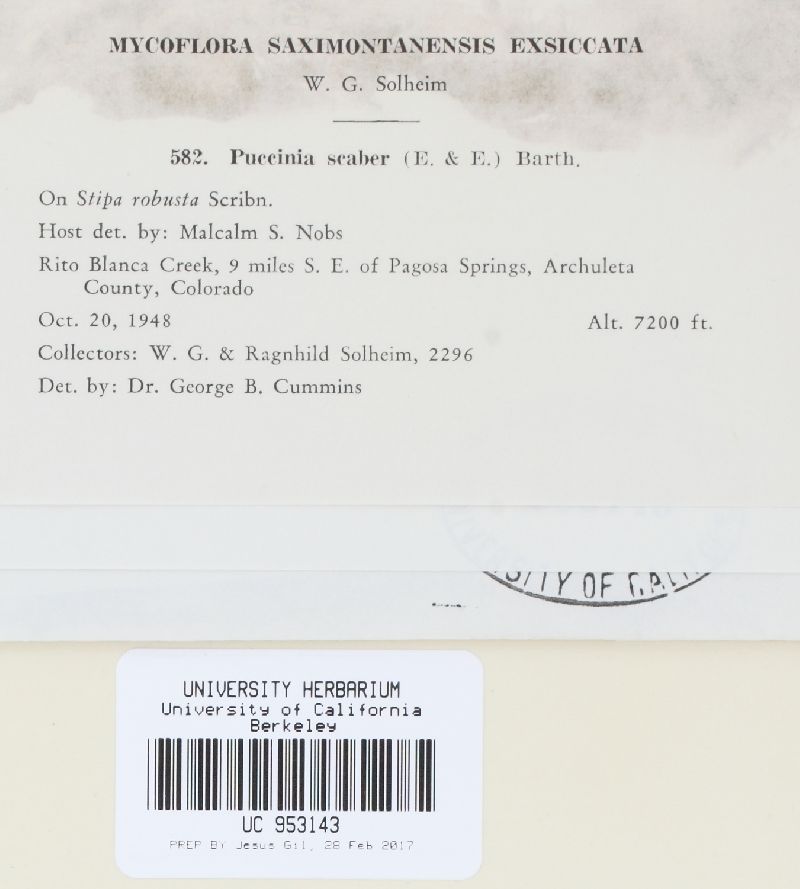 MYCOFLORA SAXIMONTANENSIS EXSICCATA
W. G. Solheim
582. Puccinia scaber (E. & E.) Barth.
On Stipa robusta Scribn.
Host det. by: Malcalm S. Nobs
Rito Blanca Creek, 9 miles S. E. of Pagosa Springs, Archuleta
County, Colorado
Oct. 20, 1948 Alt. 7200 ft.
Collectors: W. G. & Ragnhild Solheim, 2296
Det. by: Dr. George B. Cummins
SITY OF CALI
UNIVERSITY HERBARIUM
University of California
Berkeley
UC 953143
PREP BY Jesus Gil, 28 Feb 2017